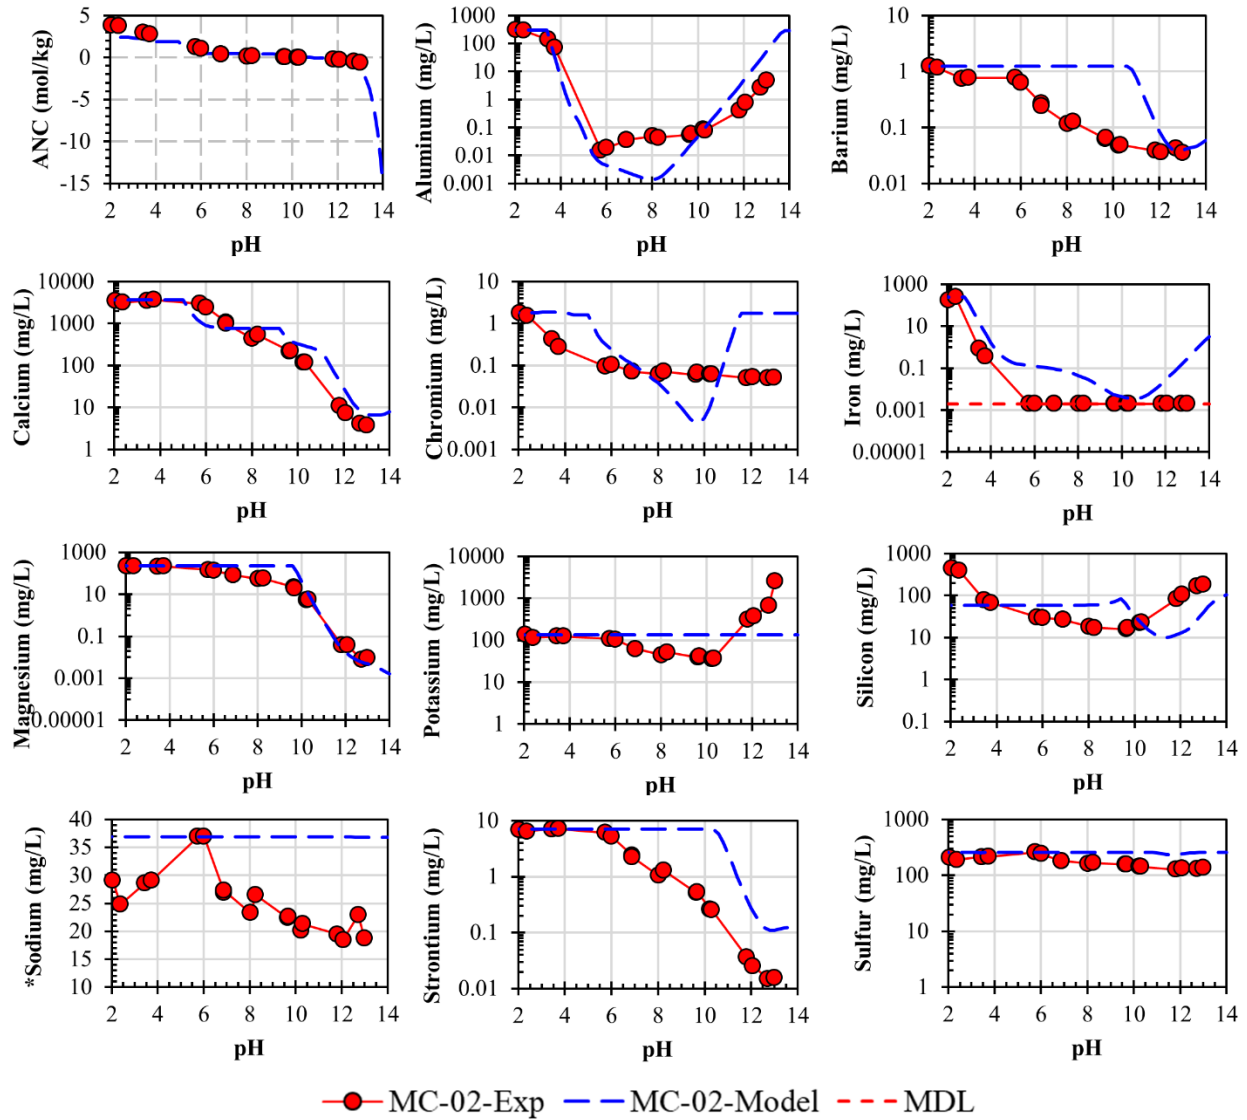 5
0
-5
-10
-15
ANC (mol/kg)
2 4 6 8 10 12 14
pH
1000
100
10
1
0.1
0.01
0.001
Aluminum (mg/L)
2 4 6 8 10 12 14
pH
10
1
0.1
0.01
Barium (mg/L)
2 4 6 8 10 12 14
pH
10000
1000
100
10
1
Calcium (mg/L)
2 4 6 8 10 12 14
pH
10
1
0.1
0.01
0.001
Chromium (mg/L)
2 4 6 8 10 12 14
pH
1000
10
0.1
0.001
0.00001
Iron (mg/L)
2 4 6 8 10 12 14
pH
1000
10
0.1
0.001
0.00001
Magnesium (mg/L)
2 4 6 8 10 12 14
pH
10000
1000
100
10
1
Potassium (mg/L)
2 4 6 8 10 12 14
pH
1000
100
10
1
0.1
Silicon (mg/L)
2 4 6 8 10 12 14
pH
40
35
30
25
20
15
10
*Sodium (mg/L)
2 4 6 8 10 12 14
pH
10
1
0.1
0.01
Strontium (mg/L)
2 4 6 8 10 12 14
pH
1000
100
10
1
Sulfur (mg/L)
2 4 6 8 10 12 14
pH
MC-02-Exp MC-02-Model MDL